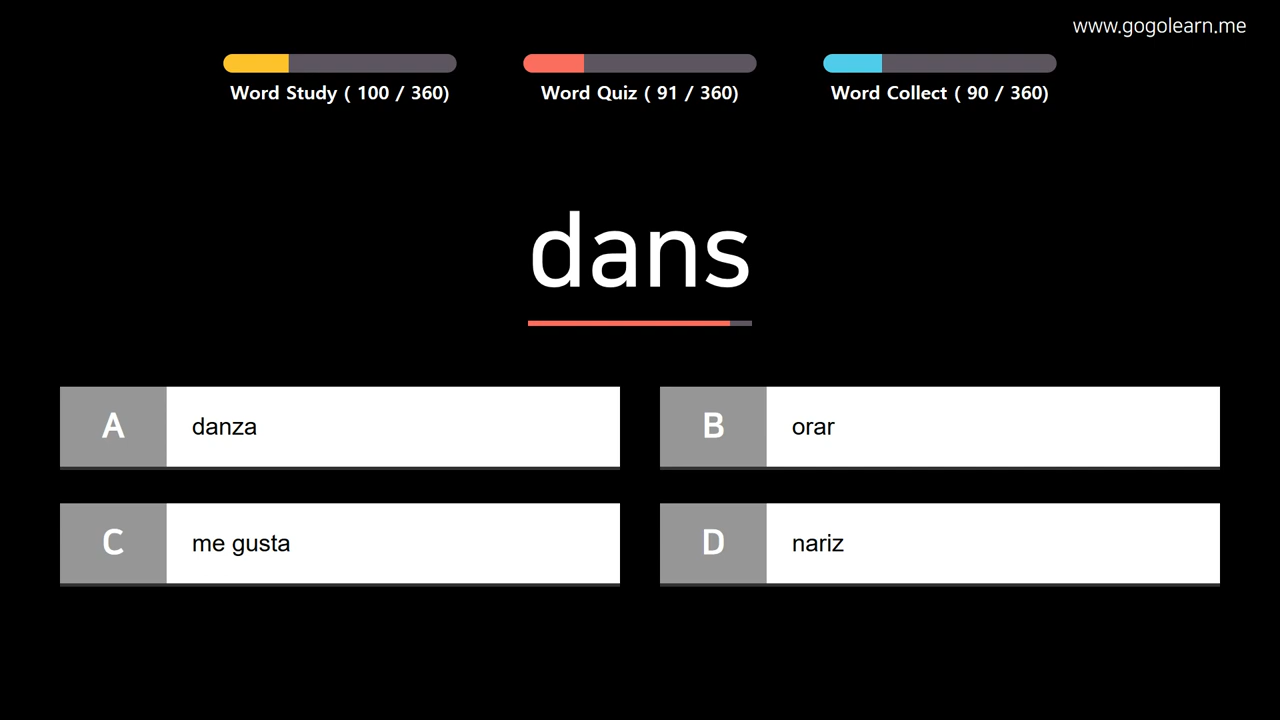 www.gogolearn.me
Word Study ( 100 / 360)
Word Quiz ( 91 / 360)
Word Collect ( 90 / 360)
dans
A danza
B orar
C me gusta
D nariz